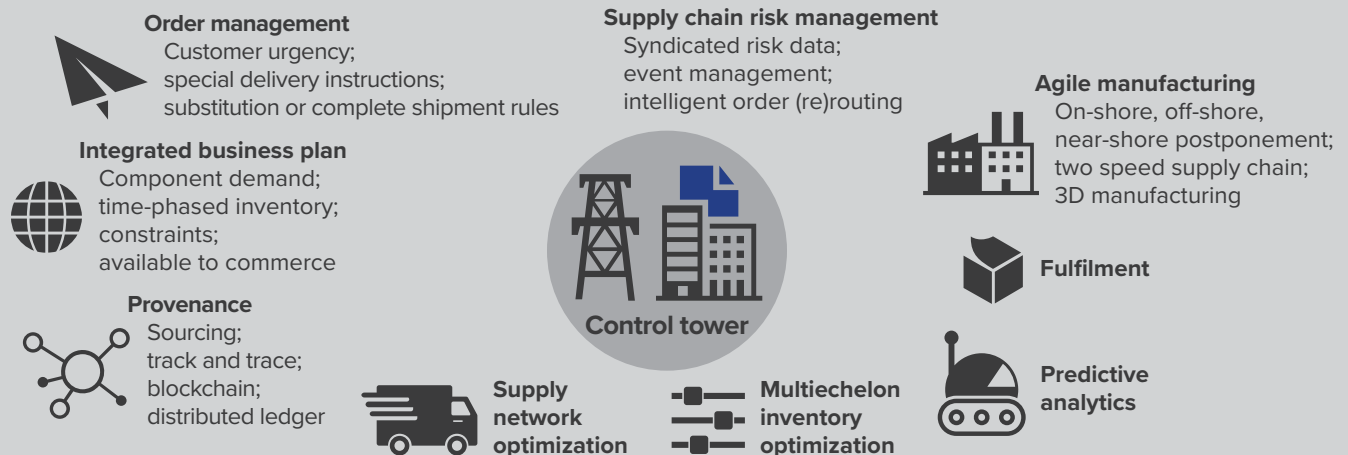 Order management
Customer urgency;
special delivery instructions;
substitution or complete shipment rules
Supply chain risk management
Syndicated risk data;
event management;
intelligent order (re)routing
Agile manufacturing
On-shore, off-shore,
near-shore postponement;
two speed supply chain;
3D manufacturing
Integrated business plan
Component demand;
time-phased inventory;
constraints;
available to commerce
Control tower
Fulfilment
Provenance
Sourcing;
track and trace;
blockchain;
distributed ledger
Supply
network
optimization
Multiechelon
inventory
optimization
Predictive
analytics